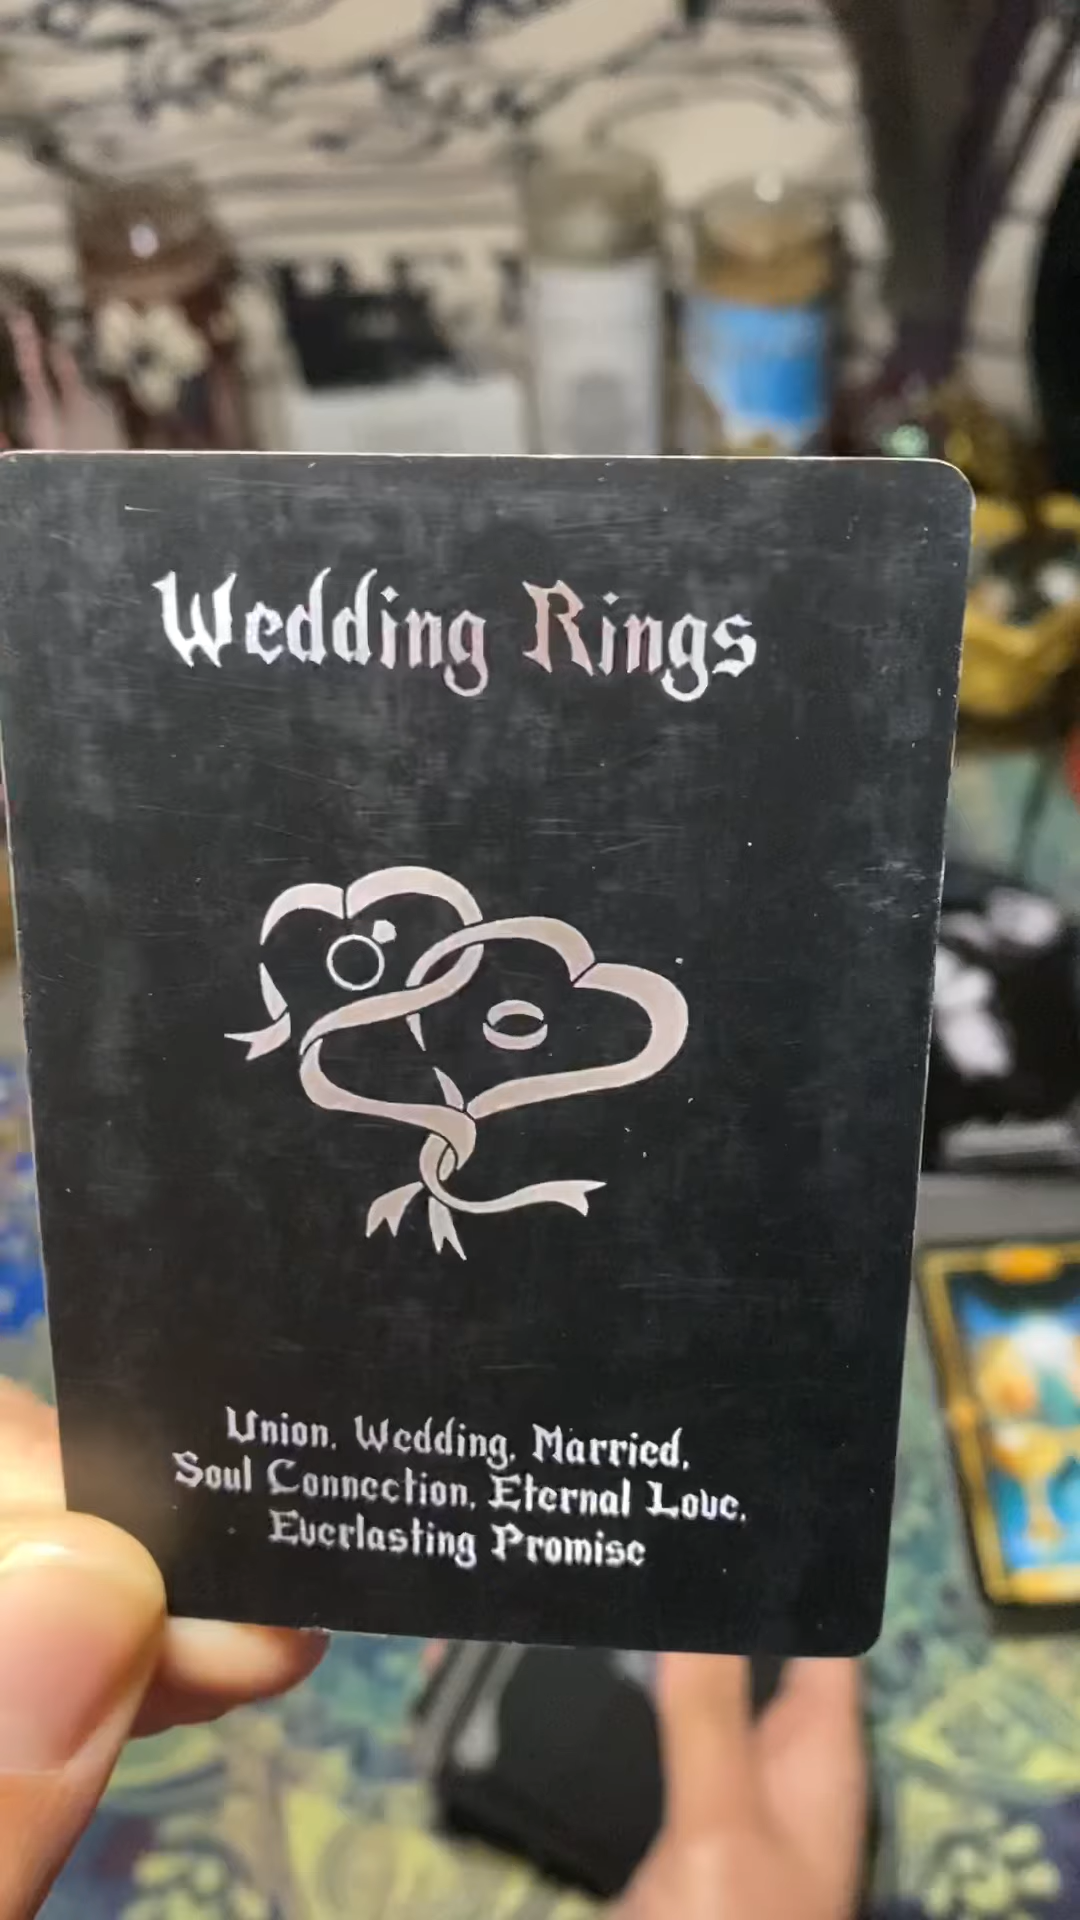 Wedding Rings
Union, Wedding, Married,
Soul Connection, Eternal Love,
Everlasting Promise